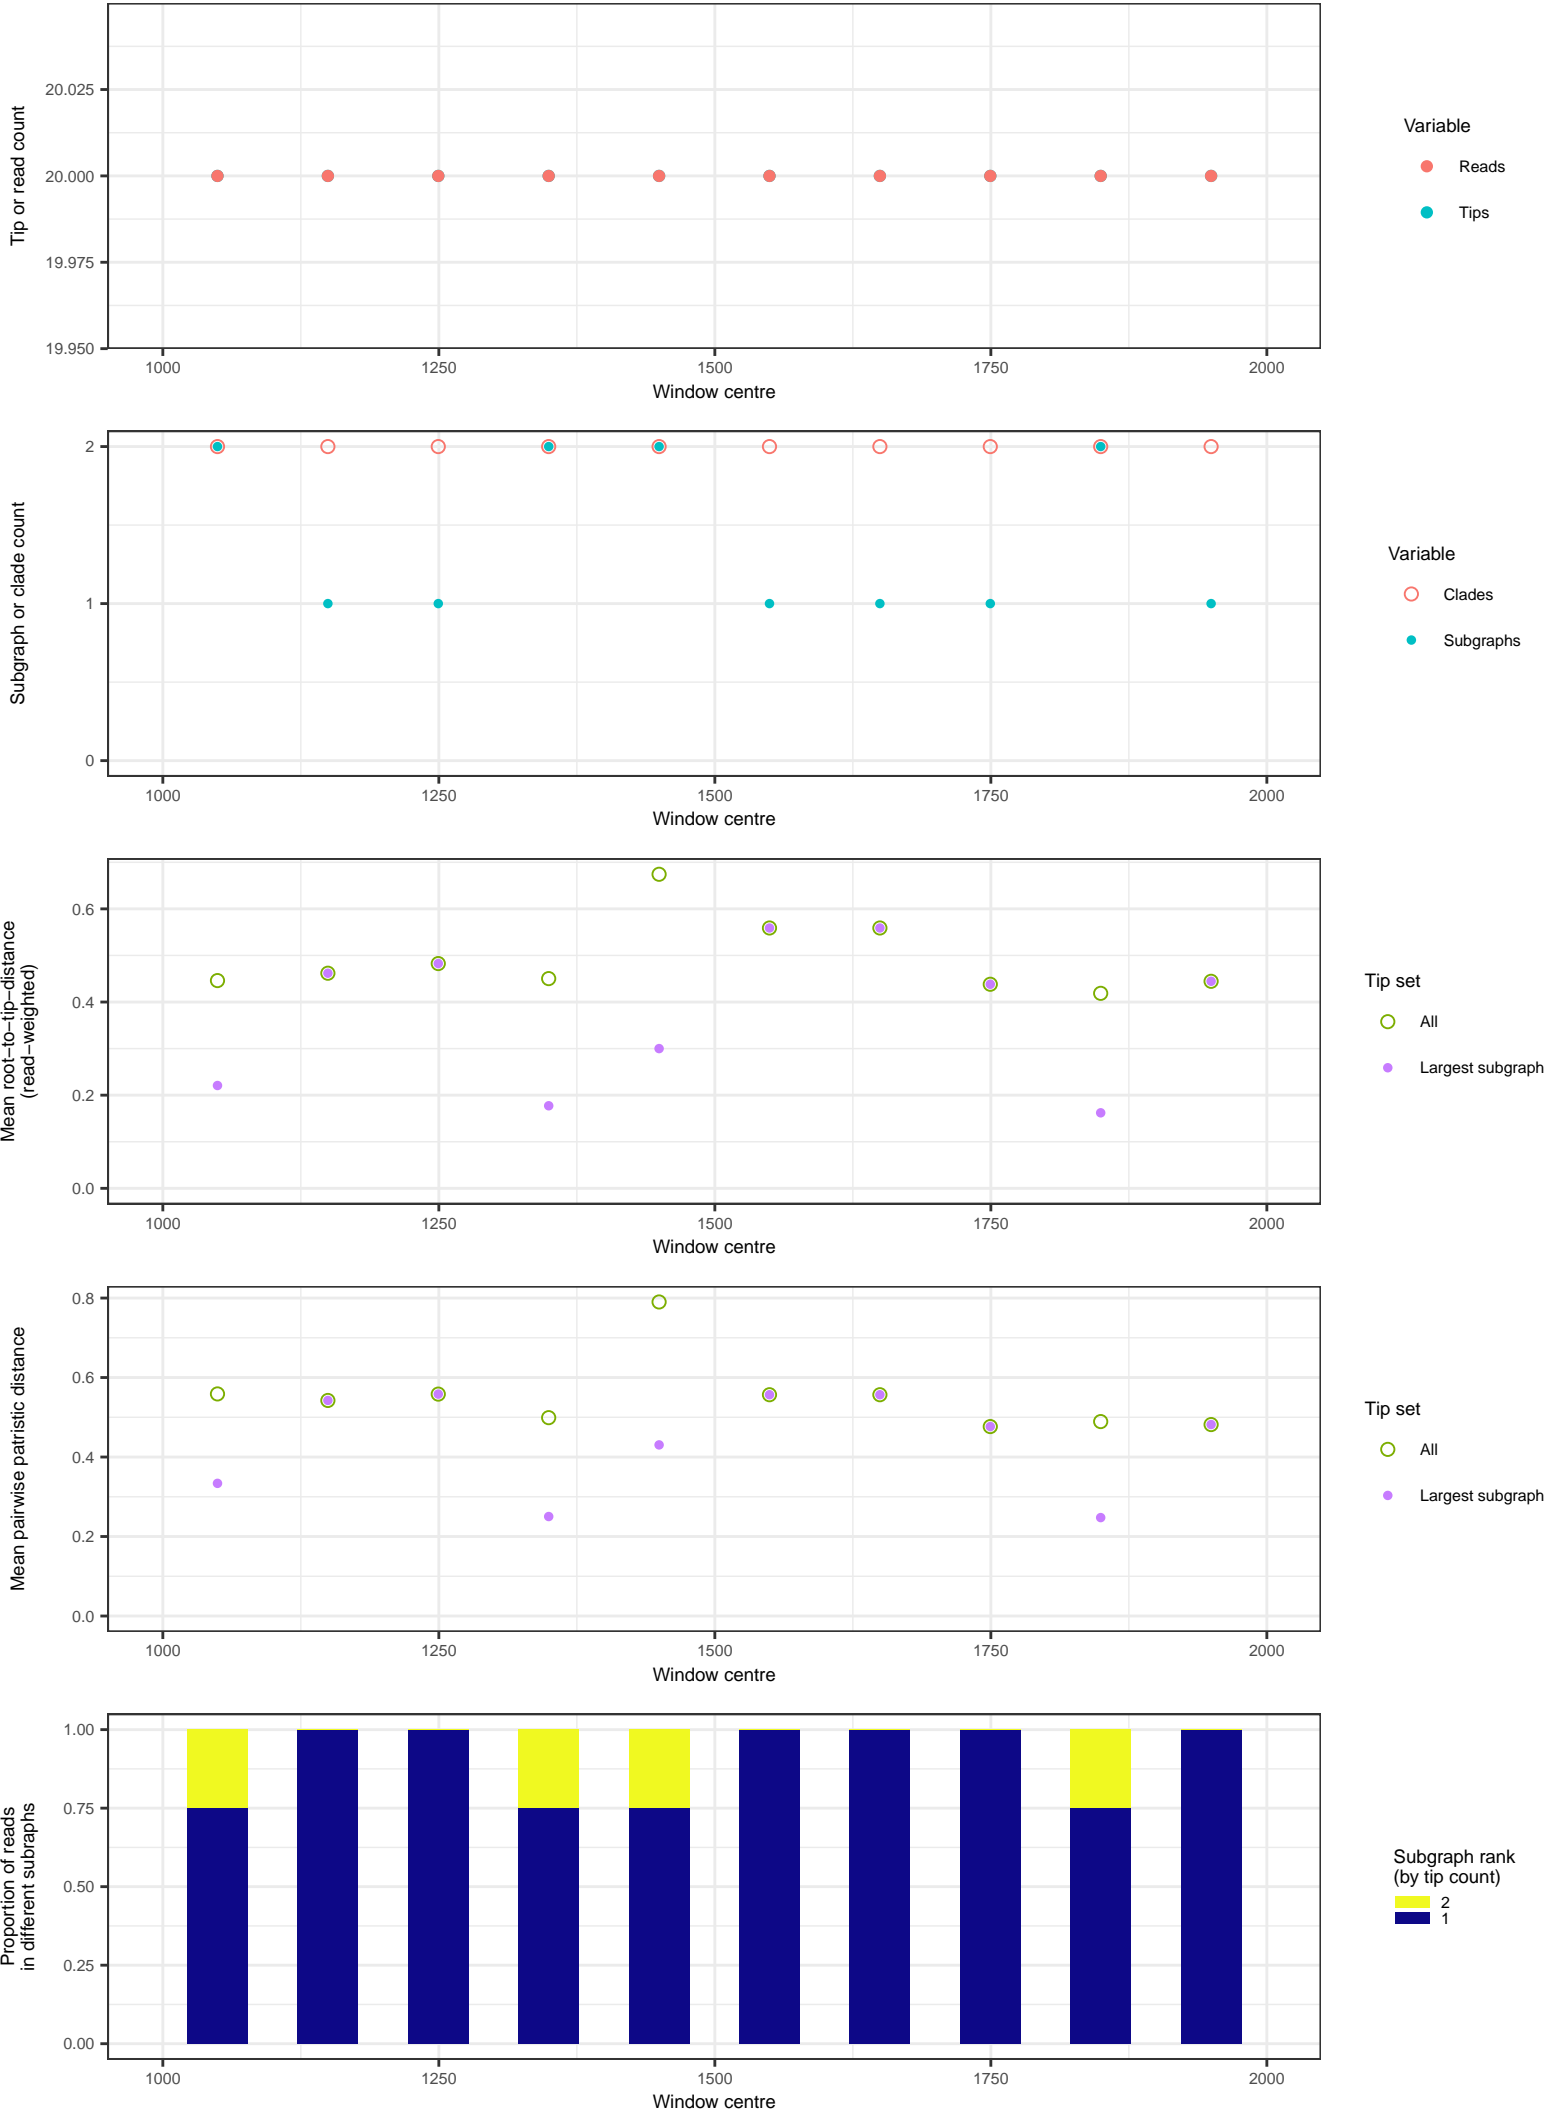 20.025
20.000
19.975
19.950
Tip or read count
1000 1250 1500 1750 2000
Window centre
Variable
Reads
Tips
2
1
0
Subgraph or clade count
1000 1250 1500 1750 2000
Window centre
Variable
Clades
Subgraphs
0.6
0.4
0.2
0.0
Mean root−to−tip−distance
(read−weighted)
1000 1250 1500 1750 2000
Window centre
Tip set
All
Largest subgraph
0.8
0.6
0.4
0.2
0.0
Mean pairwise patristic distance
1000 1250 1500 1750 2000
Window centre
Tip set
All
Largest subgraph
1.00
0.75
0.50
0.25
0.00
Proportion of reads
in different subraphs
1000 1250 1500 1750 2000
Window centre
Subgraph rank
(by tip count)
2
1